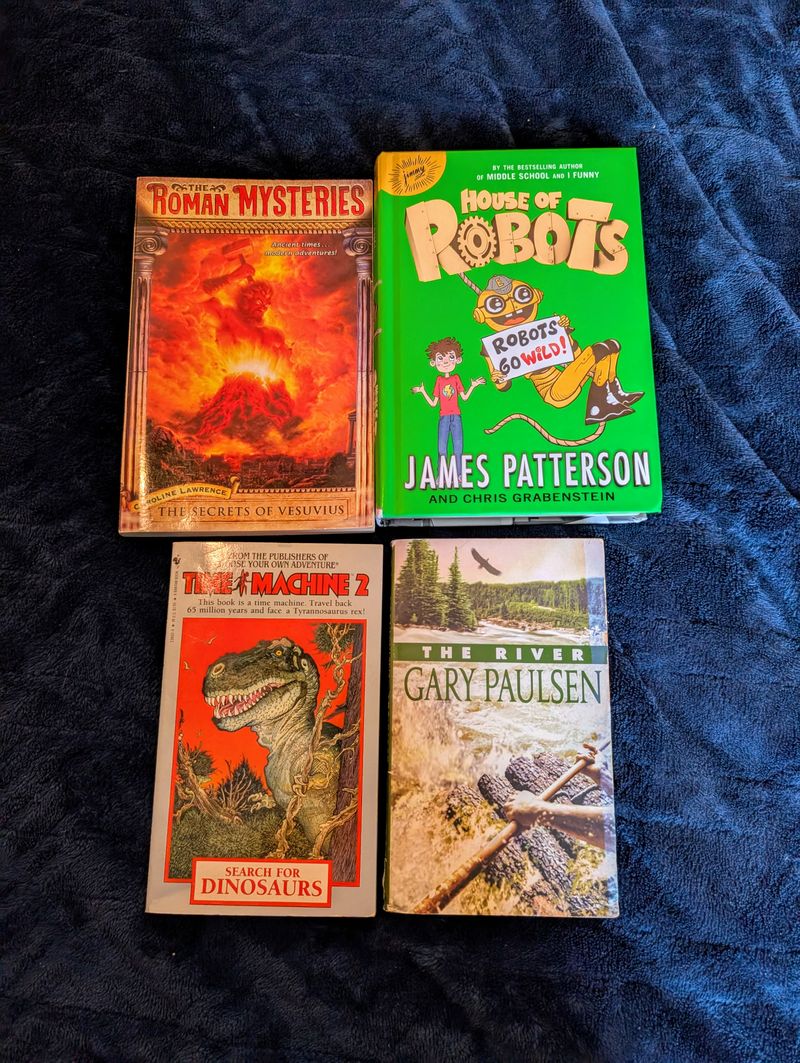 THE
ROMAN MYSTERIES
Ancient times...
modern adventures!
CAROLINE LAWRENCE
THE SECRETS OF VESUVIUS
jimmy
BY THE BESTSELLING AUTHOR
OF MIDDLE SCHOOL AND I FUNNY
HOUSE OF
ROBOTS
ROBOTS
GO WILD!
JAMES PATTERSON
AND CHRIS GRABENSTEIN
FROM THE PUBLISHERS OF
CHOOSE YOUR OWN ADVENTURE®
TIME MACHINE 2
This book is a time machine. Travel back
65 million years and face a Tyrannosaurus rex!
SEARCH FOR
DINOSAURS
THE RIVER
GARY PAULSEN